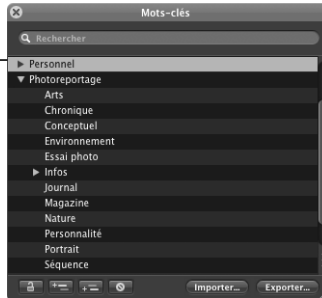 Mots-clés
Rechercher
Personnel
Photoreportage
Arts
Chronique
Conceptuel
Environnement
Essai photo
Infos
Journal
Magazine
Nature
Personnalité
Portrait
Séquence
Importer... Exporter...